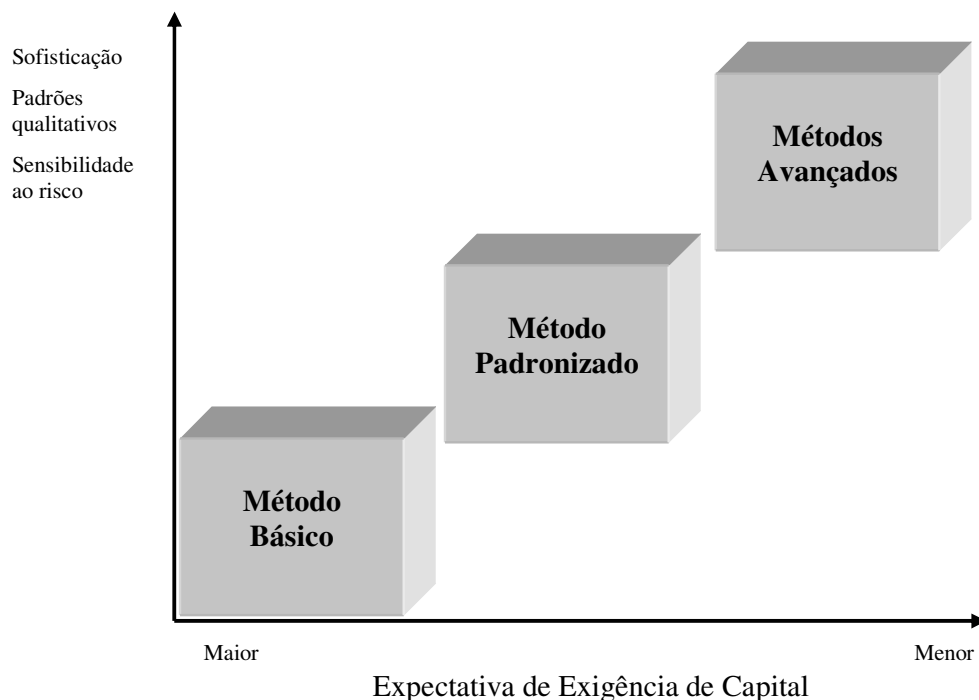 Sofisticação
Padrões
qualitativos
Sensibilidade
ao risco
Métodos
Avançados
Método
Padronizado
Método
Básico
Maior
Menor
Expectativa de Exigência de Capital